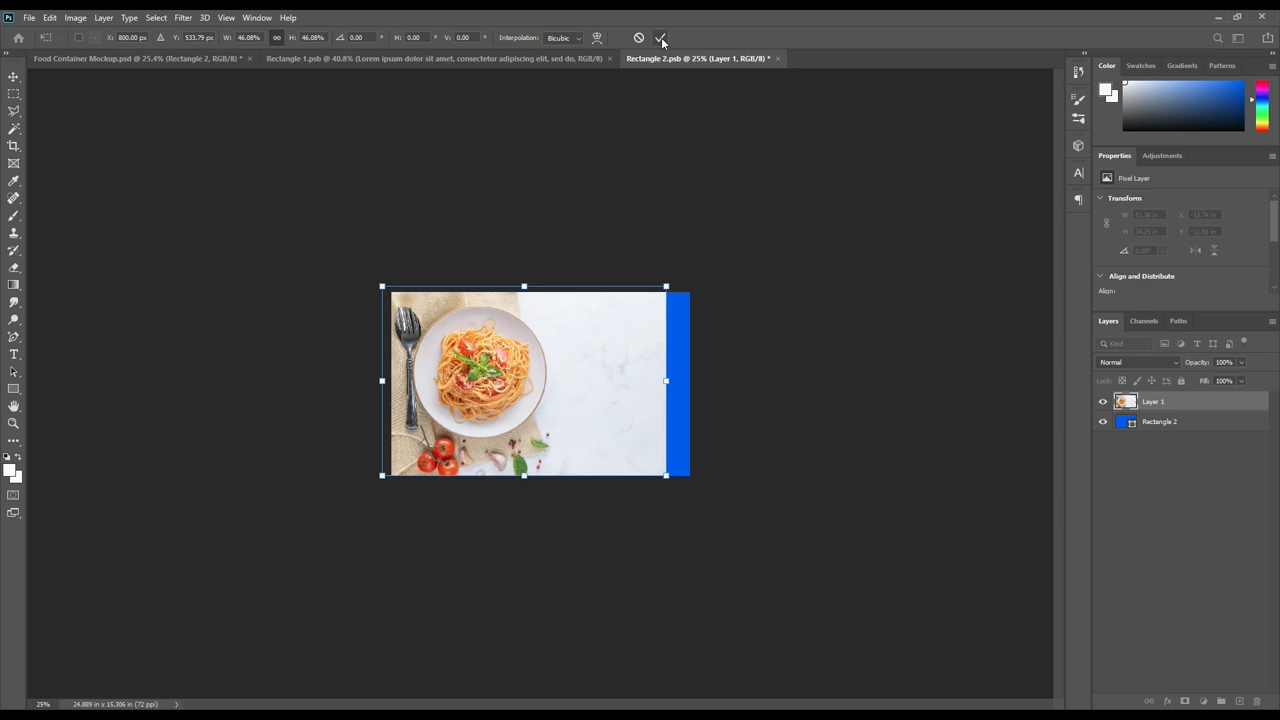 Ps File Edit Image Layer Type Select Filter 3D View Window Help
X: 800.00 px Y: 533.79 px W: 46.08% H: 46.08% 0.00 ° H: 0.00 ° V: 0.00 ° Interpolation: Bicubic
Food Container Mockup.psd @ 25.4% (Rectangle 2, RGB/8) * × Rectangle 1.psb @ 40.8% (Lorem ipsum dolor sit amet, consectetur adipiscing elit, sed do, RGB/8) × Rectangle 2.psb @ 25% (Layer 1, RGB/8) * ×
Color Swatches Gradients Patterns
Properties Adjustments
Pixel Layer
Transform
W: X:
H: Y:
0.00°
Align and Distribute
Align:
Layers Channels Paths
Kind
Normal Opacity: 100%
Lock: Fill: 100%
Layer 1
Rectangle 2
25% 24.889 in x 15.306 in (72 ppi)